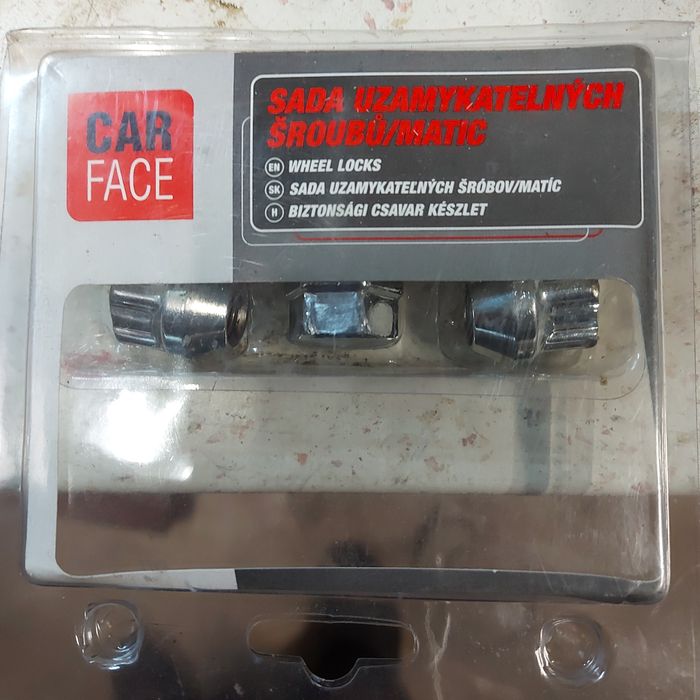 CAR
FACE
SADA UZAMYKATELNÝCH
ŠROUBŮ/MATIC
EN WHEEL LOCKS
SK SADA UZAMYKATEĽNÝCH ŠRÓBOV/MATÍC
H BIZTONSÁGI CSAVAR KÉSZLET